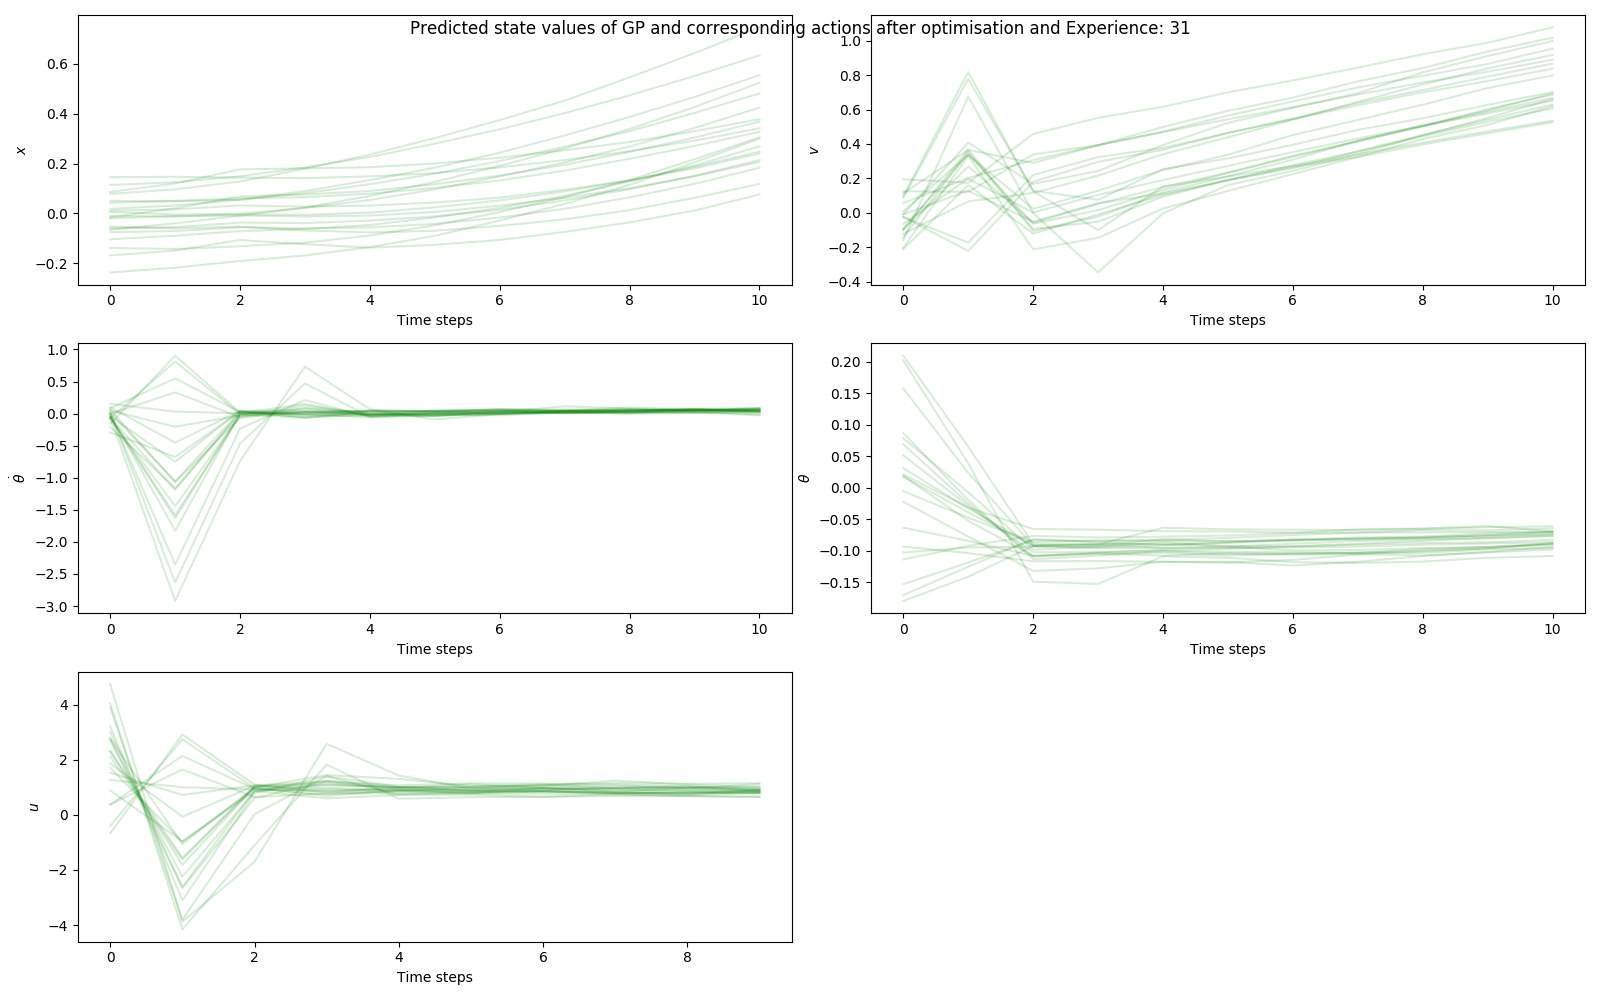 Predicted state values of GP and corresponding actions after optimisation and Experience: 31
0.6
0.4
0.2
0.0
−0.2
x
0 2 4 6 8 10
Time steps
1.0
0.8
0.6
0.4
0.2
0.0
−0.2
−0.4
v
0 2 4 6 8 10
Time steps
1.0
0.5
0.0
−0.5
−1.0
−1.5
−2.0
−2.5
−3.0
θ̇
0 2 4 6 8 10
Time steps
0.20
0.15
0.10
0.05
0.00
−0.05
−0.10
−0.15
θ
0 2 4 6 8 10
Time steps
4
2
0
−2
−4
u
0 2 4 6 8
Time steps